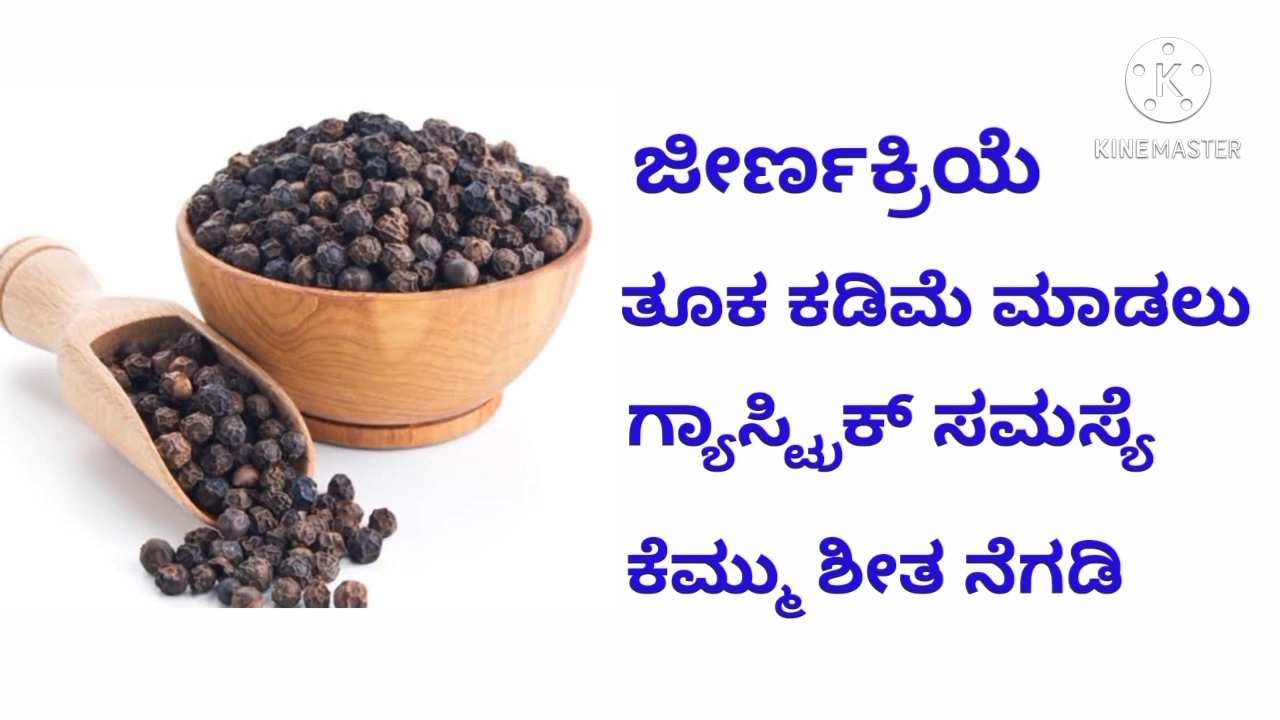 K
KINEMASTER
ಜೀರ್ಣಕ್ರಿಯೆ
ತೂಕ ಕಡಿಮೆ ಮಾಡಲು
ಗ್ಯಾಸ್ಟ್ರಿಕ್ ಸಮಸ್ಯೆ
ಕೆಮ್ಮು ಶೀತ ನೆಗಡಿ